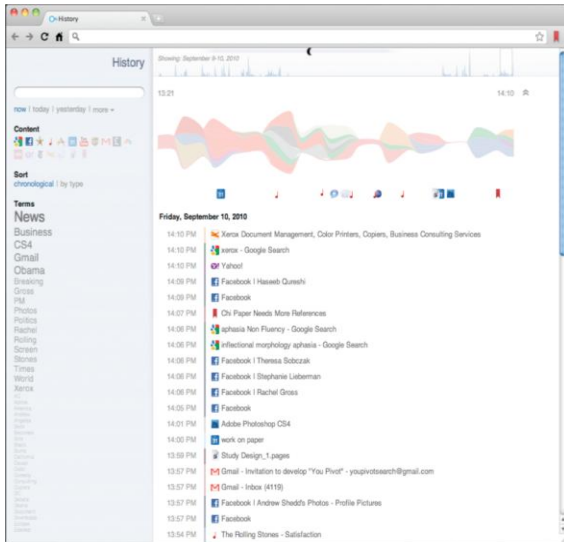 History
History
Showing: September 9-10, 2010
13:21
14:10
now | today | yesterday | more
Content
Sort
chronological | by type
Terms
News
Business
CS4
Gmail
Obama
Breaking
Gross
PM
Photos
Politics
Rachel
Rolling
Screen
Stones
Times
World
Xerox
Friday, September 10, 2010
14:10 PM Xerox Document Management, Color Printers, Copiers, Business Consulting Services
14:10 PM xerox - Google Search
14:10 PM Yahoo!
14:09 PM Facebook | Haseeb Qureshi
14:09 PM Facebook
14:07 PM Chi Paper Needs More References
14:06 PM aphasia Non Fluency - Google Search
14:06 PM inflectional morphology aphasia - Google Search
14:06 PM Facebook | Theresa Sobczak
14:06 PM Facebook | Stephanie Lieberman
14:06 PM Facebook | Rachel Gross
14:05 PM Facebook
14:01 PM Adobe Photoshop CS4
14:00 PM work on paper
13:59 PM Study Design_1.pages
13:57 PM Gmail - Invitation to develop "You Pivot" - youpivotsearch@gmail.com
13:57 PM Gmail - Inbox (4119)
13:57 PM Facebook | Andrew Shedd's Photos - Profile Pictures
13:57 PM Facebook
13:54 PM The Rolling Stones - Satisfaction